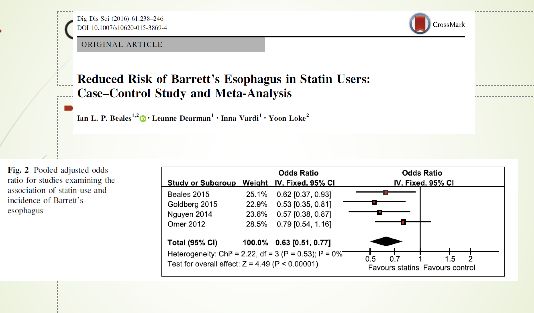 Dig Dis Sci (2016) 61:238–246
DOI 10.1007/s10620-015-3869-4
CrossMark
ORIGINAL ARTICLE
Reduced Risk of Barrett's Esophagus in Statin Users:
Case–Control Study and Meta-Analysis
Ian L. P. Beales1,2 · Leanne Dearman1 · Inna Vardi1 · Yoon Loke2
Fig. 2 Pooled adjusted odds
ratio for studies examining the
association of statin use and
incidence of Barrett's
esophagus
Odds Ratio Odds Ratio
Study or Subgroup Weight IV, Fixed, 95% CI IV, Fixed, 95% CI
Beales 2015 25.1% 0.62 [0.37, 0.93]
Goldberg 2015 22.9% 0.53 [0.35, 0.81]
Nguyen 2014 23.6% 0.57 [0.38, 0.87]
Omer 2012 28.5% 0.79 [0.54, 1.16]
Total (95% CI) 100.0% 0.63 [0.51, 0.77]
Heterogeneity: Chi² = 2.22, df = 3 (P = 0.53); I² = 0%
Test for overall effect: Z = 4.49 (P < 0.00001)
0.5 0.7 1 1.5 2
Favours statins Favours control